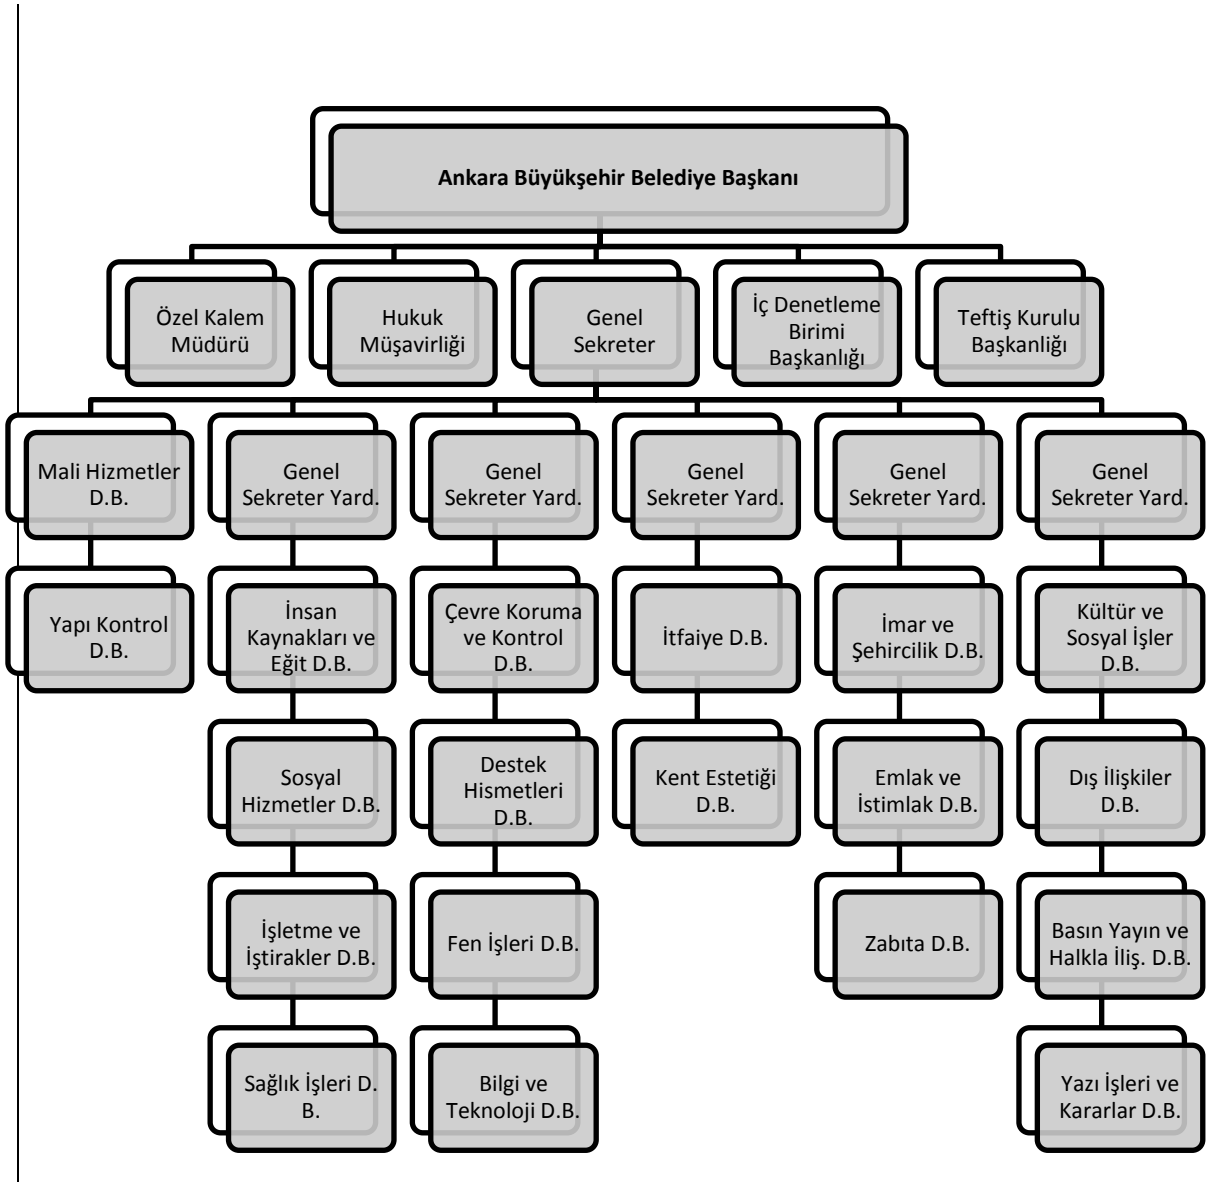 Ankara Büyükşehir Belediye Başkanı
Özel Kalem
Müdürü
Hukuk
Müşavirliği
Genel
Sekreter
İç Denetleme
Birimi
Başkanlığı
Teftiş Kurulu
Başkanliği
Mali Hizmetler
D.B.
Genel
Sekreter Yard.
Genel
Sekreter Yard.
Genel
Sekreter Yard.
Genel
Sekreter Yard.
Genel
Sekreter Yard.
Yapı Kontrol
D.B.
İnsan
Kaynakları ve
Eğit D.B.
Çevre Koruma
ve Kontrol
D.B.
İtfaiye D.B.
İmar ve
Şehircilik D.B.
Kültür ve
Sosyal İşler
D.B.
Sosyal
Hizmetler D.B.
Destek
Hismetleri
D.B.
Kent Estetiği
D.B.
Emlak ve
İstimlak D.B.
Dış İlişkiler
D.B.
İşletme ve
İştirakler D.B.
Fen İşleri D.B.
Zabıta D.B.
Basın Yayın ve
Halkla İliş. D.B.
Sağlık İşleri D.
B.
Bilgi ve
Teknoloji D.B.
Yazı İşleri ve
Kararlar D.B.